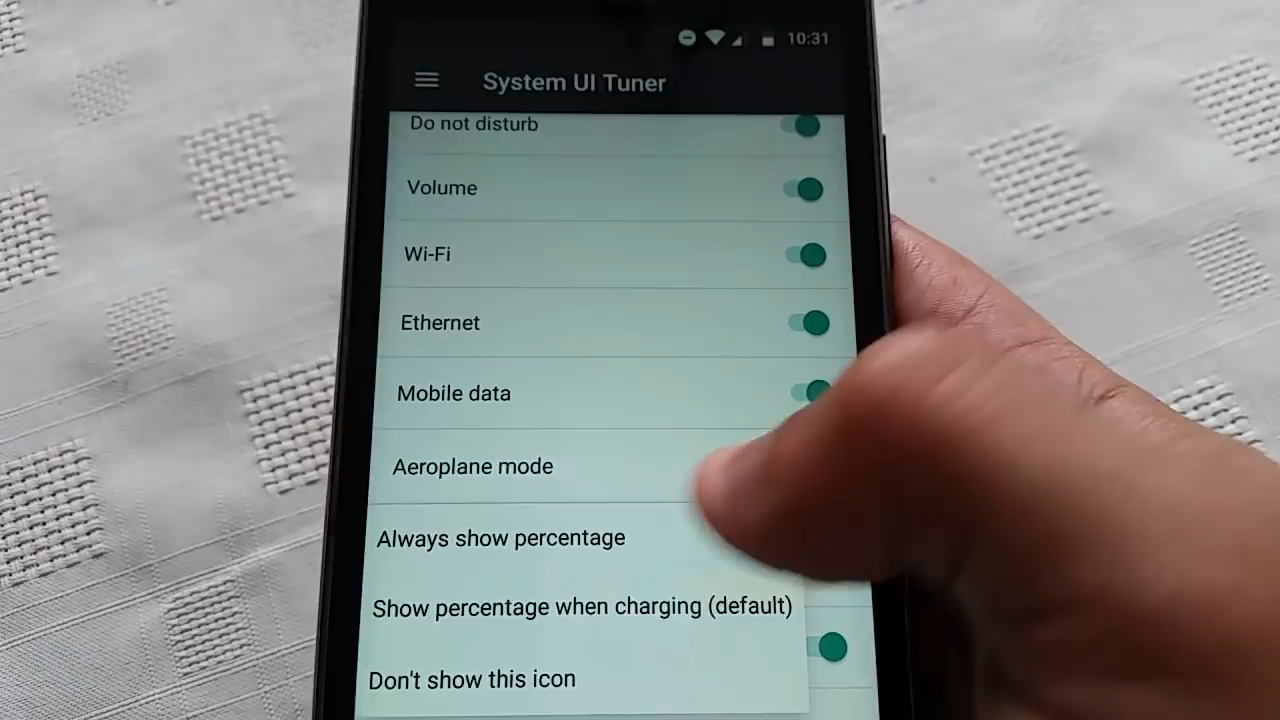 10:31
System UI Tuner
Do not disturb
Volume
Wi-Fi
Ethernet
Mobile data
Aeroplane mode
Always show percentage
Show percentage when charging (default)
Don't show this icon